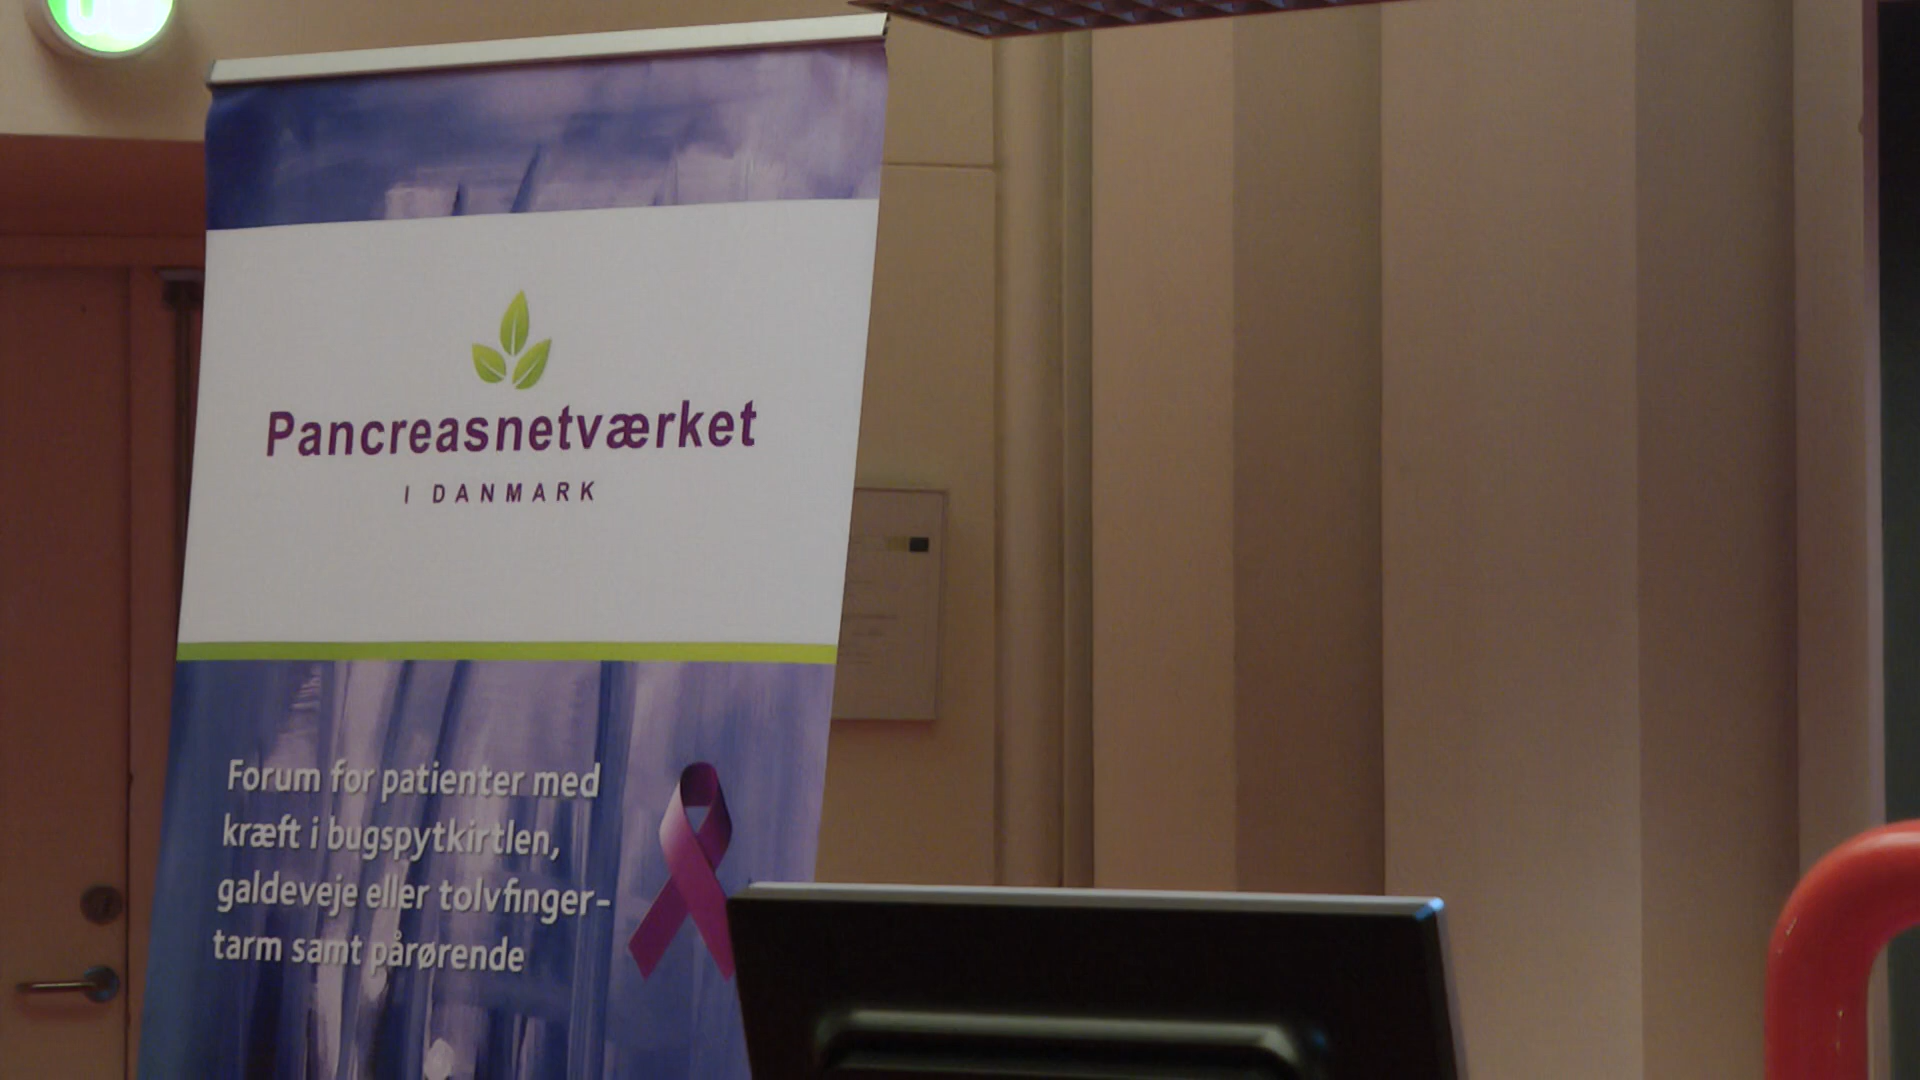 Pancreasnetværket
I DANMARK
Forum for patienter med
kræft i bugspytkirtlen,
galdeveje eller tolvfinger-
tarm samt pårørende